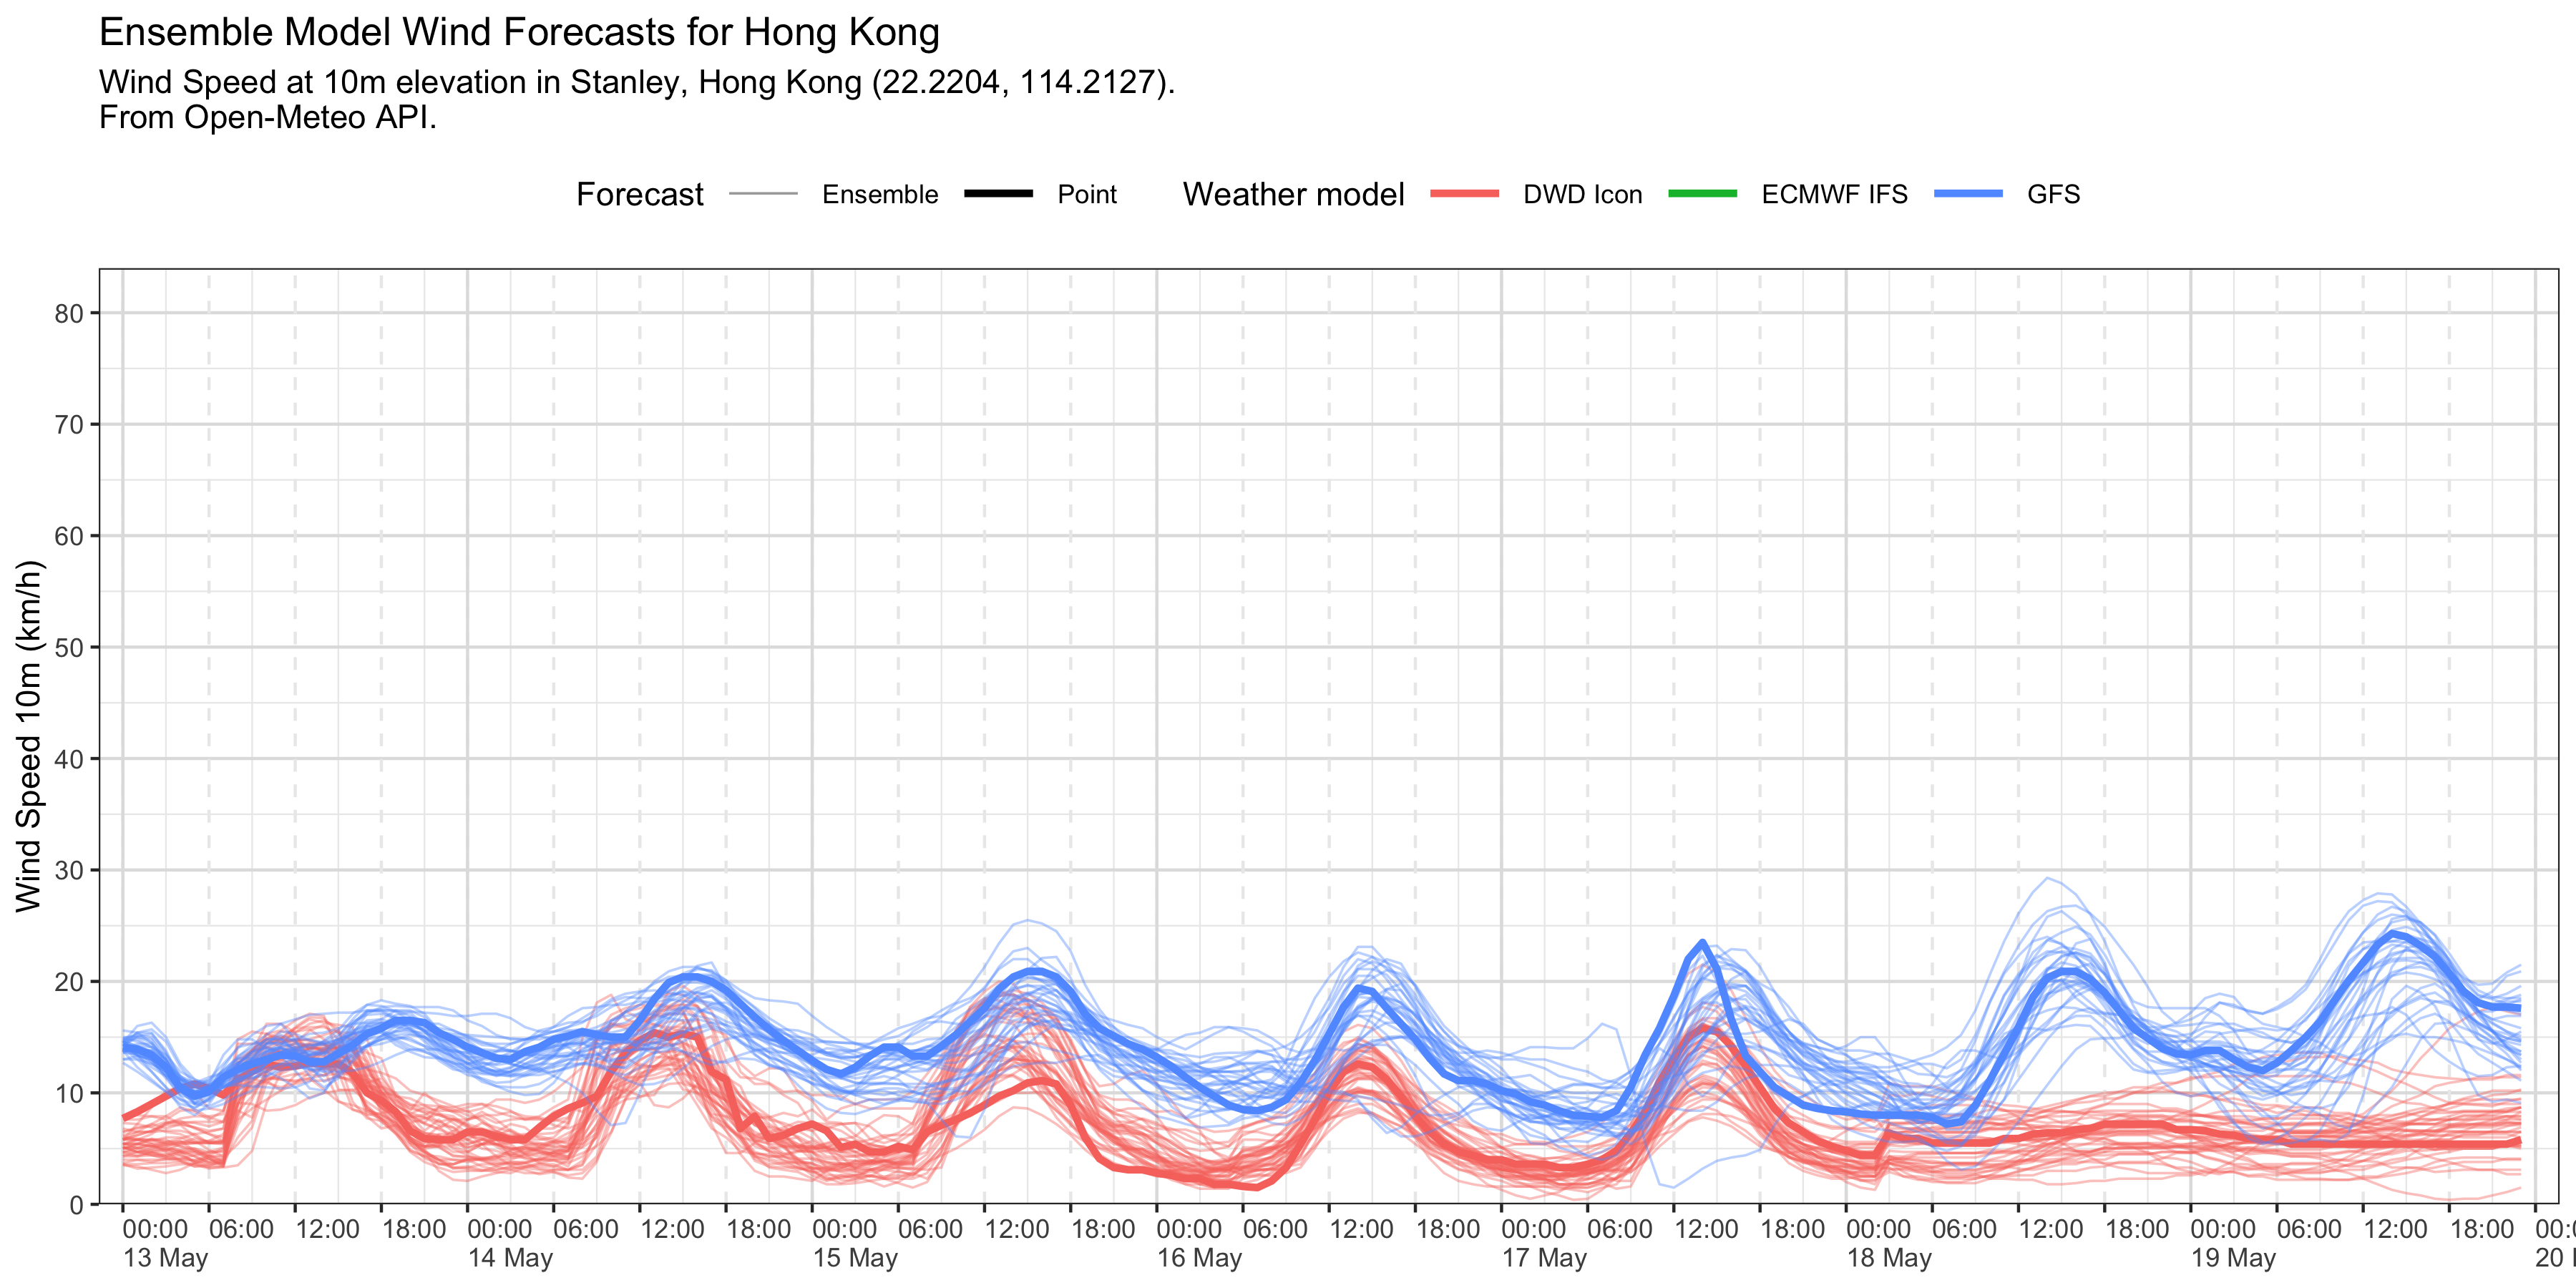 Ensemble Model Wind Forecasts for Hong Kong
Wind Speed at 10m elevation in Stanley, Hong Kong (22.2204, 114.2127).
From Open-Meteo API.
Forecast Ensemble Point Weather model DWD Icon ECMWF IFS GFS
Wind Speed 10m (km/h)
80
70
60
50
40
30
20
10
0
00:00 06:00 12:00 18:00 00:00 06:00 12:00 18:00 00:00 06:00 12:00 18:00 00:00 06:00 12:00 18:00 00:00 06:00 12:00 18:00 00:00 06:00 12:00 18:00 00:00 06:00 12:00 18:00
13 May 14 May 15 May 16 May 17 May 18 May 19 May 20